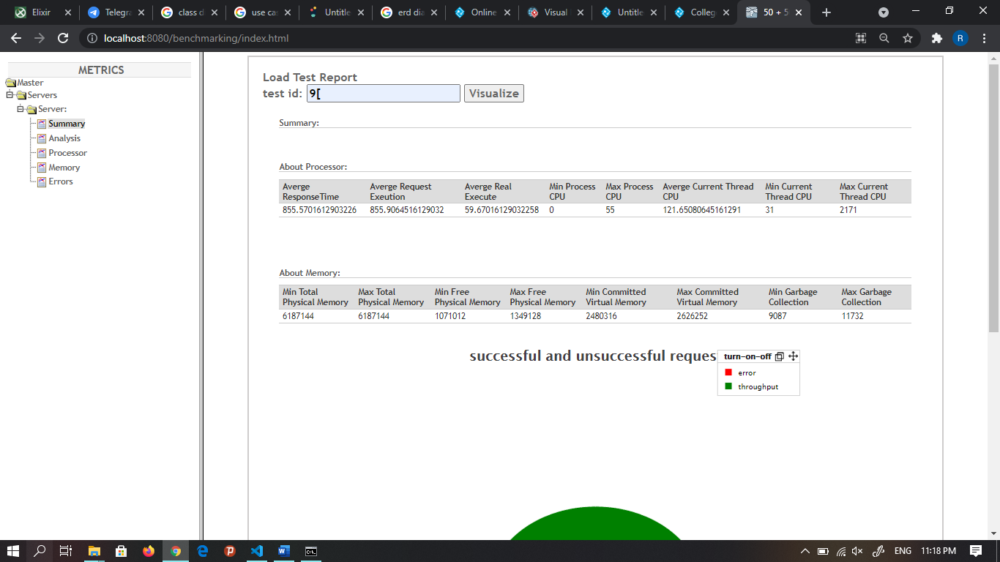 Elixir
Telegra
class d
use cas
Untitle
erd dia
Online
Visual
Untitle
Colleg
50 + 5
localhost:8080/benchmarking/index.html
R
METRICS
Master
Servers
Server:
Summary
Analysis
Processor
Memory
Errors
Load Test Report
test id: 9[ Visualize
Summary:
About Processor:
Averge Averge Request Averge Real Min Process Max Process Averge Current Thread Min Current Max Current
ResponseTime Exeution Execute CPU CPU CPU Thread CPU Thread CPU
855.5701612903226 855.9064516129032 59.67016129032258 0 55 121.65080645161291 31 2171
About Memory:
Min Total Max Total Min Free Max Free Min Committed Max Committed Min Garbage Max Garbage
Physical Memory Physical Memory Physical Memory Physical Memory Virtual Memory Virtual Memory Collection Collection
6187144 6187144 1071012 1349128 2480316 2626252 9087 11732
successful and unsuccessful reques
turn-on-off
error
throughput
ENG 11:18 PM